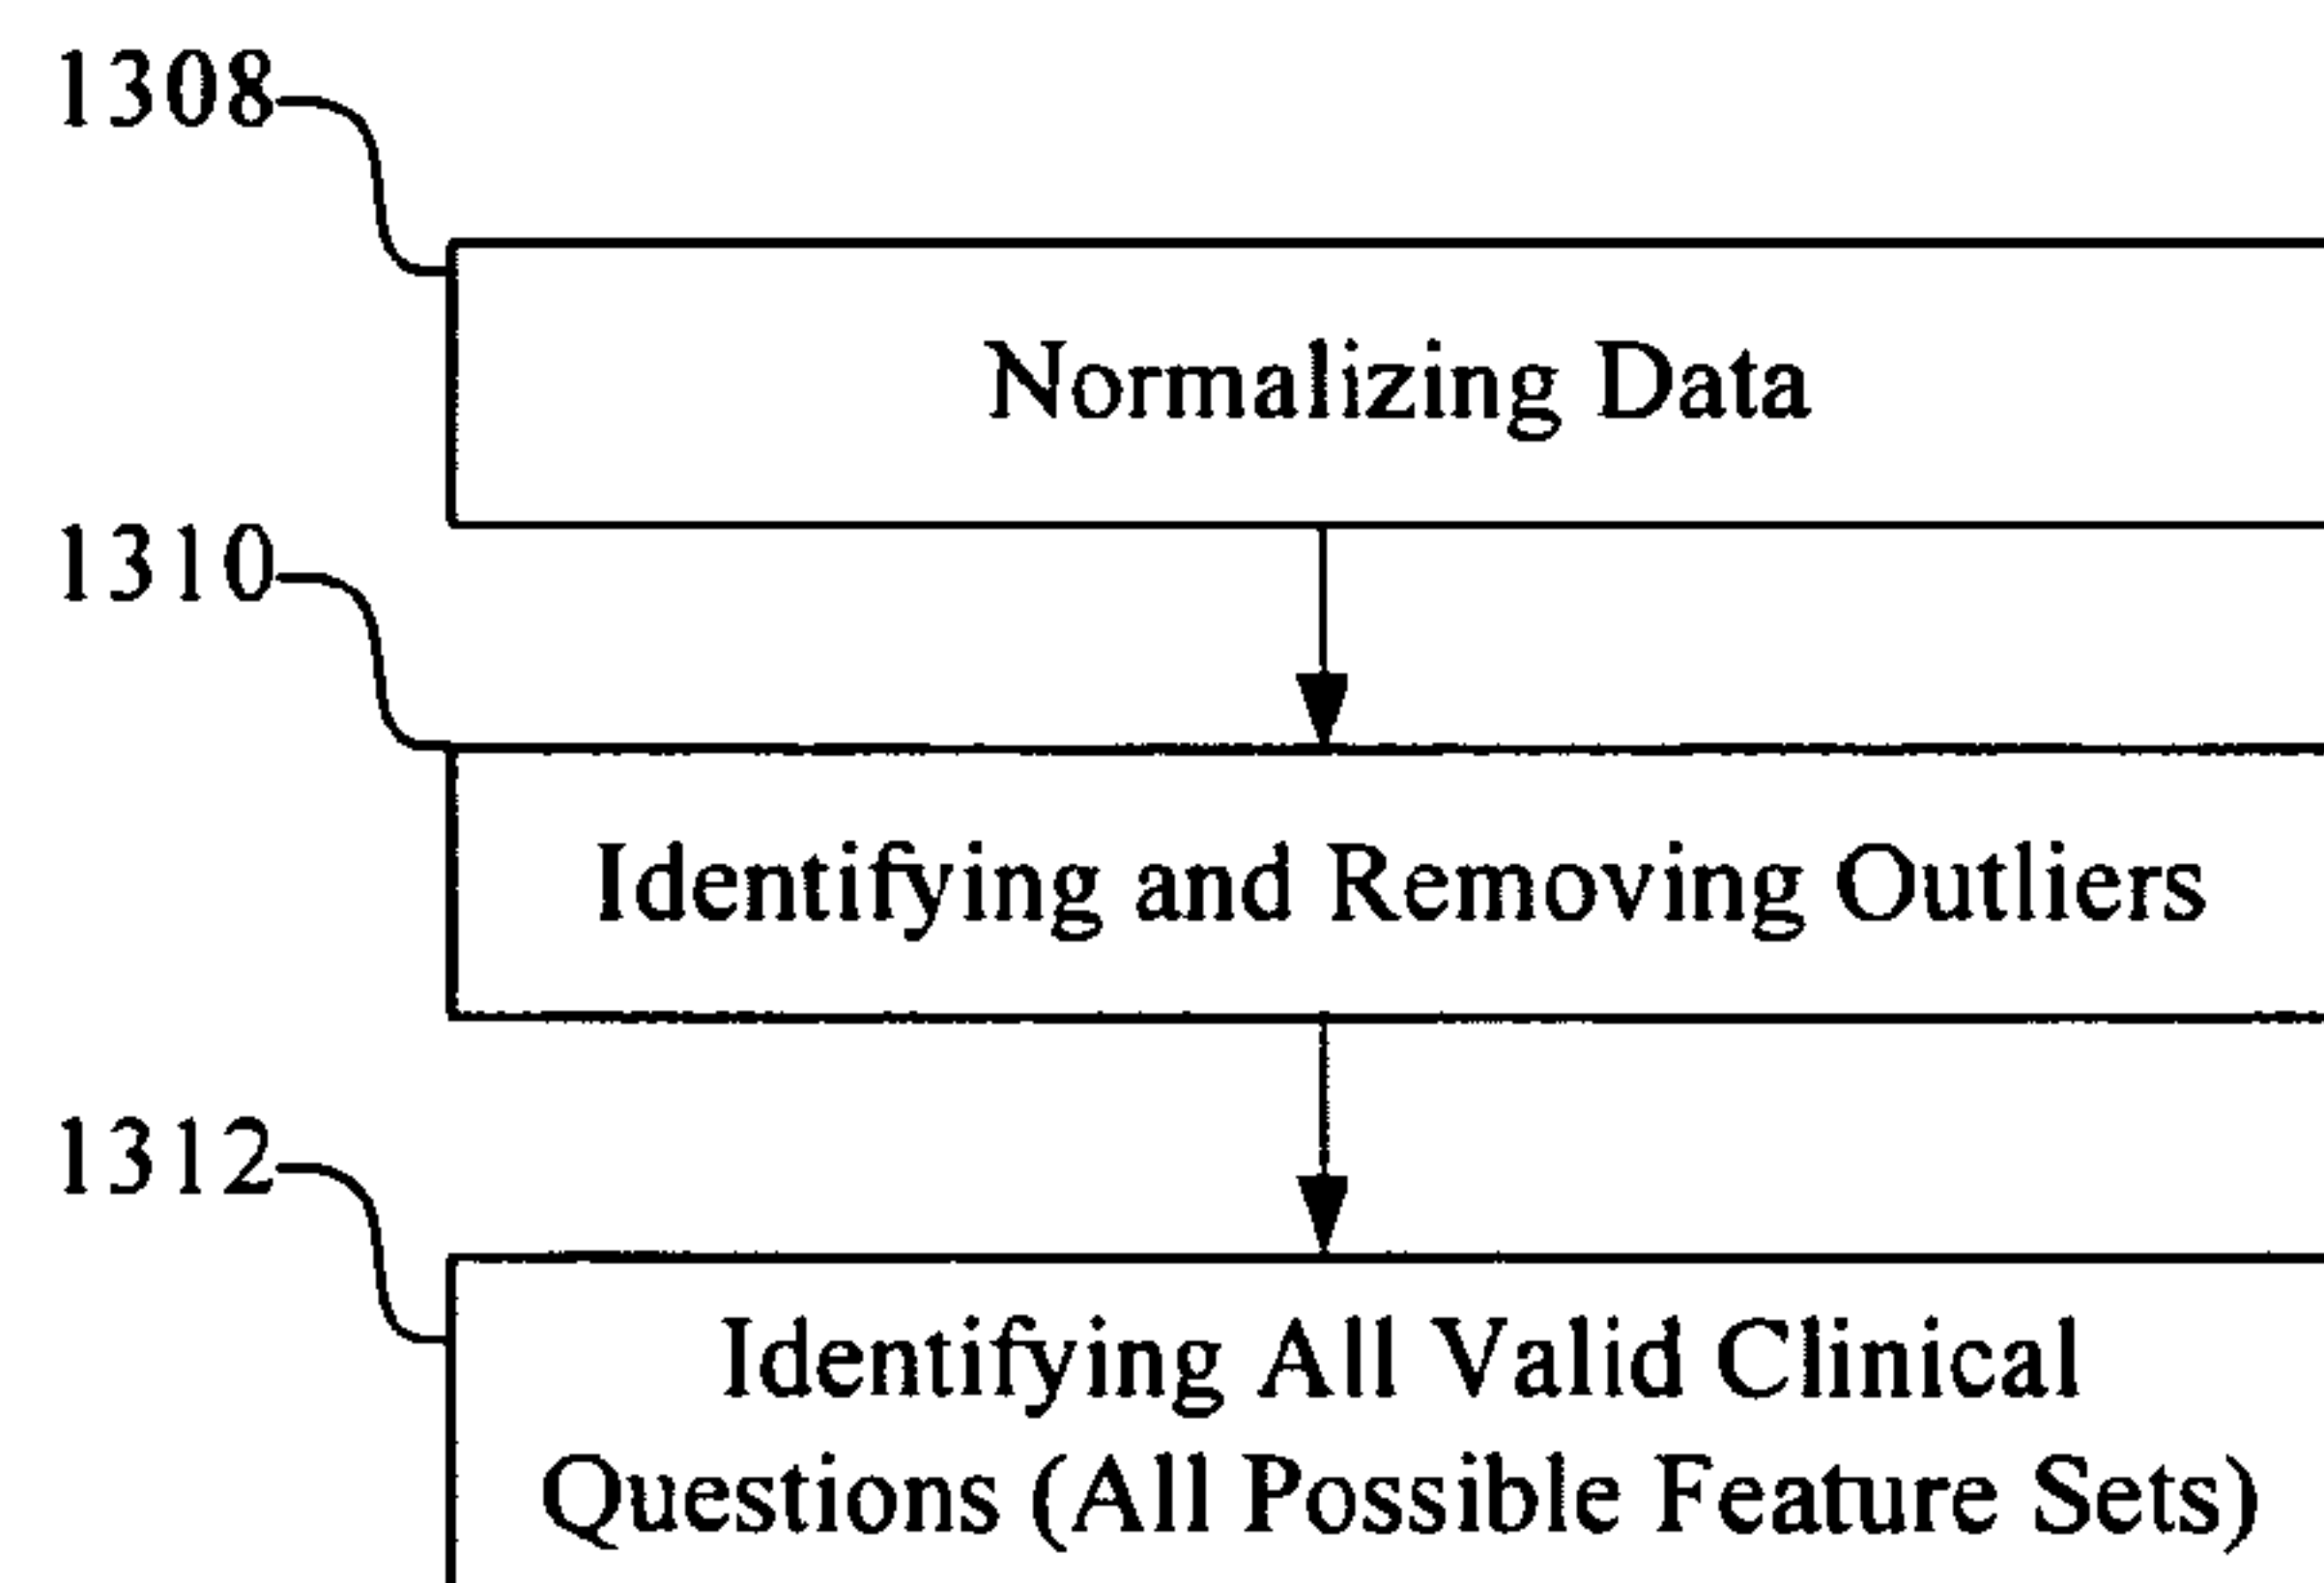 1308
Normalizing Data
1310
Identifying and Removing Outliers
1312
Identifying All Valid Clinical
Questions (All Possible Feature Sets)